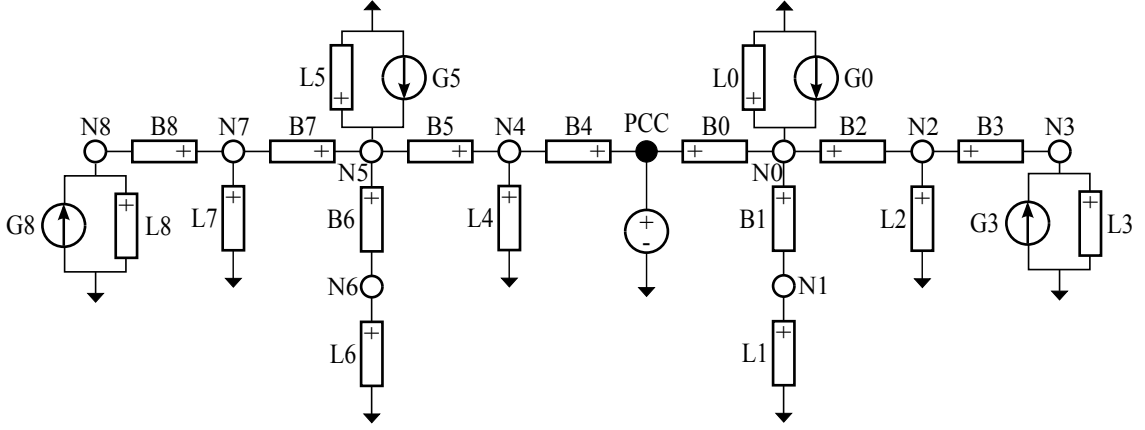 L5 + G5
L0 + G0
N8 B8 + N7 B7 + N5 B5 + N4 B4 + PCC B0 + N0 B2 + N2 B3 + N3
G8 + L8
+ L7
+ B6
+ L4
+ -
+ B1
+ L2
G3 + L3
N6
N1
+ L6
+ L1